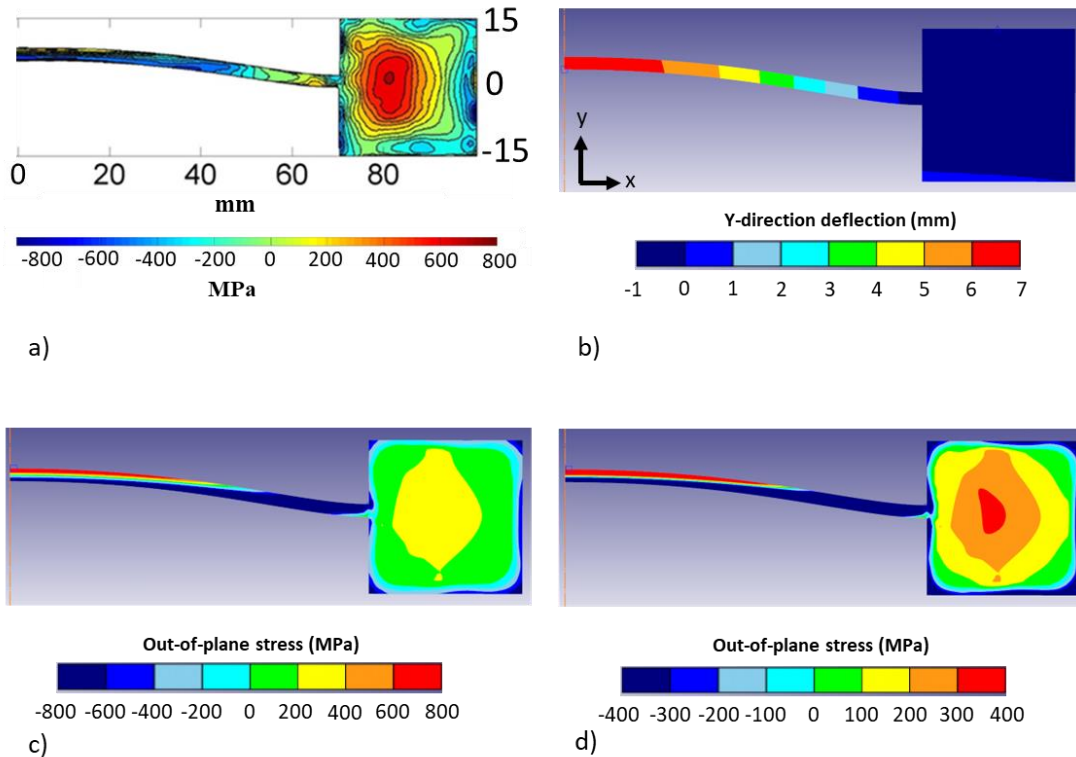 15
0
-15
0 20 40 60 80
mm
-800 -600 -400 -200 0 200 400 600 800
MPa
a)
y
x
Y-direction deflection (mm)
-1 0 1 2 3 4 5 6 7
b)
Out-of-plane stress (MPa)
-800 -600 -400 -200 0 200 400 600 800
c)
Out-of-plane stress (MPa)
-400 -300 -200 -100 0 100 200 300 400
d)